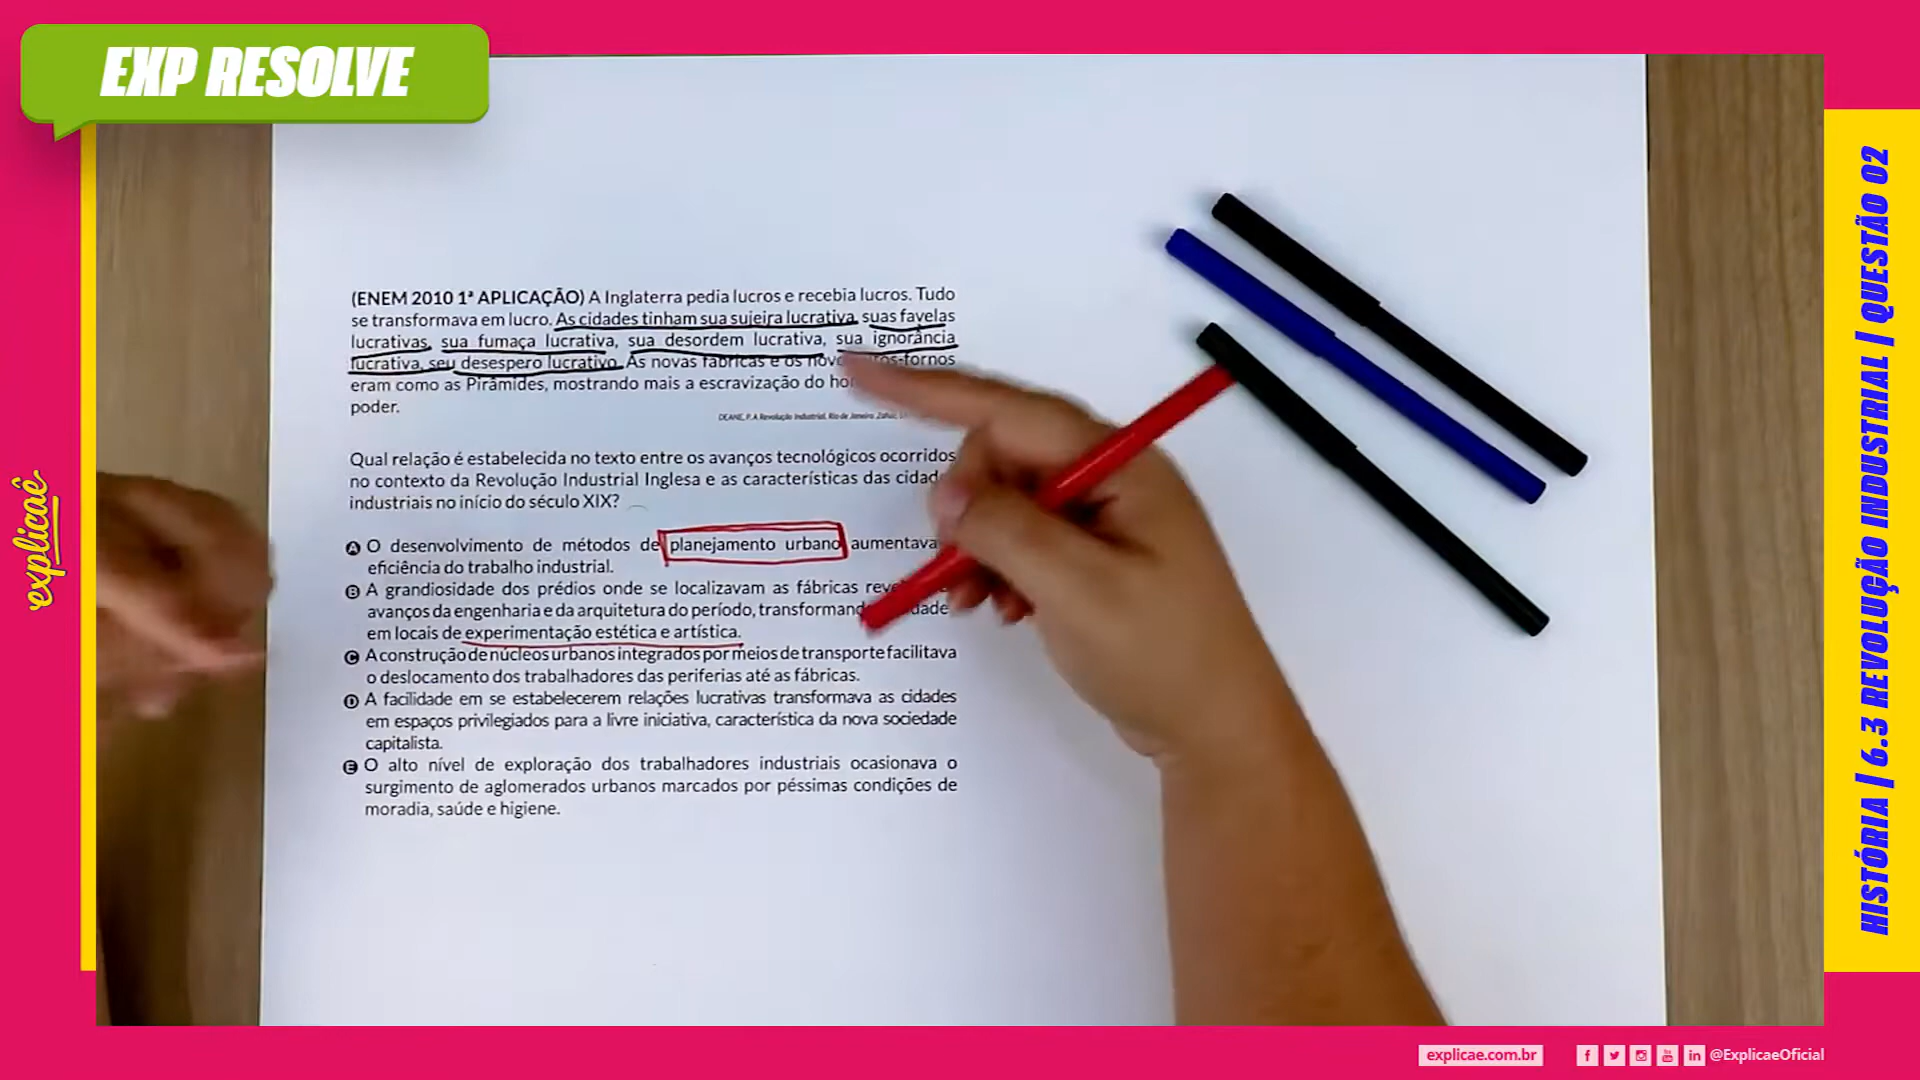 EXP RESOLVE
(ENEM 2010 1ª APLICAÇÃO) A Inglaterra pedia lucros e recebia lucros. Tudo
se transformava em lucro. As cidades tinham sua sujeira lucrativa, suas favelas
lucrativas, sua fumaça lucrativa, sua desordem lucrativa, sua ignorância
lucrativa, seu desespero lucrativo. As novas fábricas e os novos altos-fornos
eram como as Pirâmides, mostrando mais a escravização do
poder.
DEANE, P. A Revolução Industrial. Rio de Janeiro: Zahar,
Qual relação é estabelecida no texto entre os avanços tecnológicos ocorridos
no contexto da Revolução Industrial Inglesa e as características das
industriais no início do século XIX?
A O desenvolvimento de métodos de planejamento urbano aumentava
eficiência do trabalho industrial.
B A grandiosidade dos prédios onde se localizavam as fábricas
avanços da engenharia e da arquitetura do período,
em locais de experimentação estética e artística.
C A construção de núcleos urbanos integrados por meios de transporte facilitava
o deslocamento dos trabalhadores das periferias até as fábricas.
D A facilidade em se estabelecerem relações lucrativas transformava as cidades
em espaços privilegiados para a livre iniciativa, característica da nova sociedade
capitalista.
E O alto nível de exploração dos trabalhadores industriais ocasionava o
surgimento de aglomerados urbanos marcados por péssimas condições de
moradia, saúde e higiene.
explicaê
HISTÓRIA | 6.3 REVOLUÇÃO INDUSTRIAL | QUESTÃO 02
explicae.com.br
@ExplicaeOficial